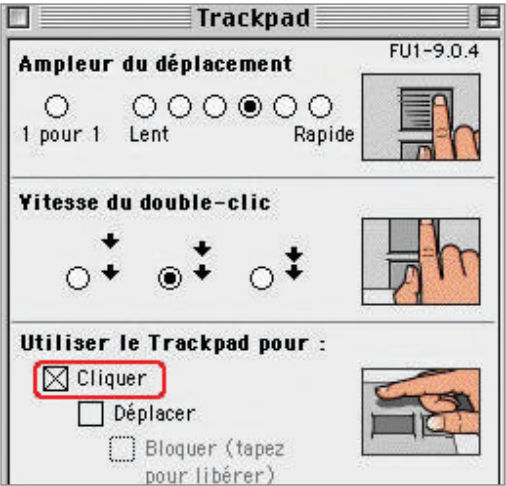 Trackpad
Ampleur du déplacement
FU1-9.0.4
1 pour 1 Lent Rapide
Vitesse du double-clic
Utiliser le Trackpad pour :
Cliquer
Déplacer
Bloquer (tapez
pour libérer)